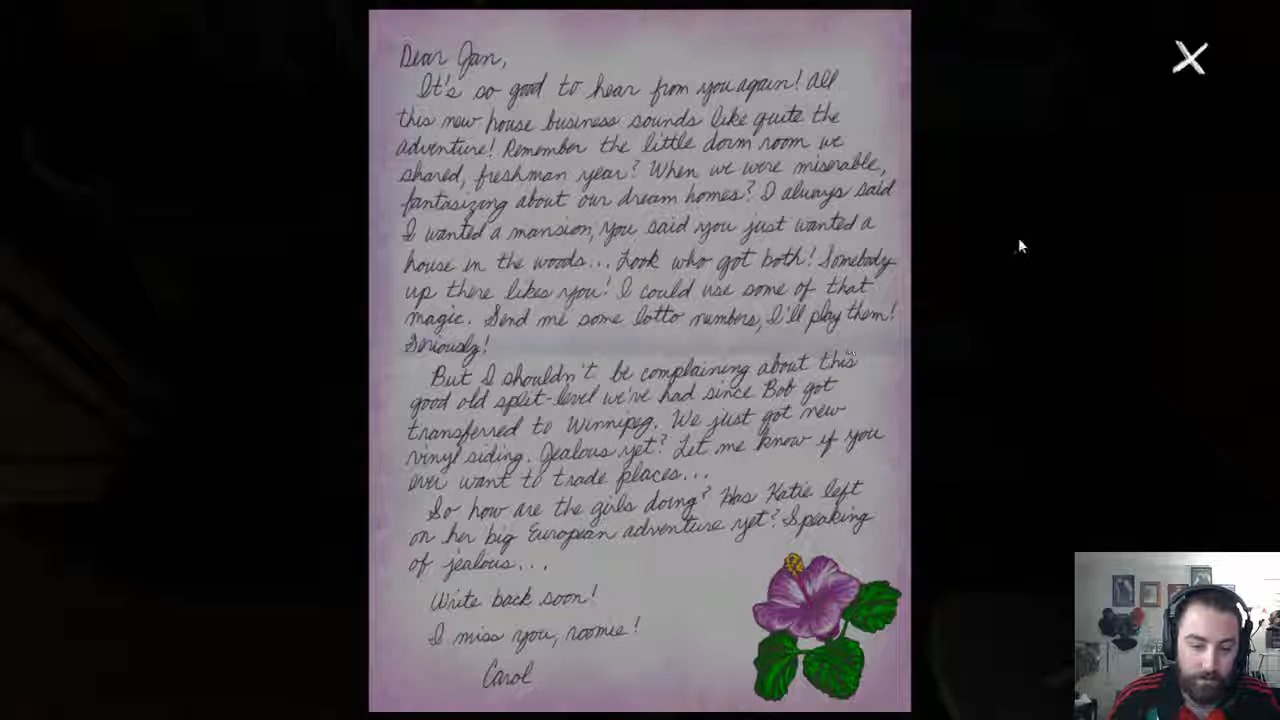 Dear Jan,
It's so good to hear from you again! All
this new house business sounds like quite the
adventure! Remember the little dorm room we
shared, freshman year? When we were miserable,
fantasizing about our dream homes? I always said
I wanted a mansion, you said you just wanted a
house in the woods... Look who got both! Somebody
up there likes you! I could use some of that
magic. Send me some lotto numbers, I'll play them!
Seriously!
But I shouldn't be complaining about this
good old split-level we've had since Bob got
transferred to Winnipeg. We just got new
vinyl siding. Jealous yet? Let me know if you
ever want to trade places...
So how are the girls doing? Has Katie left
on her big European adventure yet? Speaking
of jealous...
Write back soon!
I miss you, roomie!
Carol